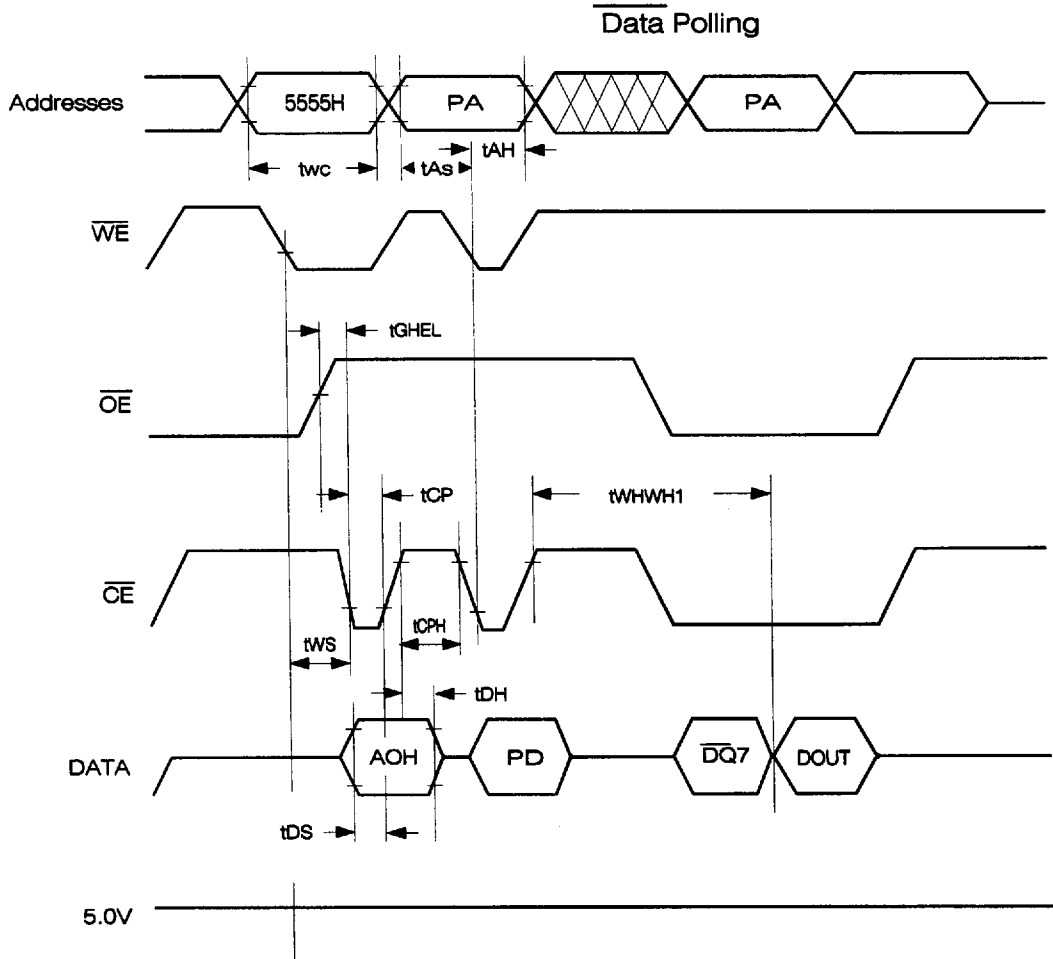 Data Polling
Addresses
5555H
PA
PA
twc
tAs
tAH
WE
tGHEL
OE
tCP
tWHWH1
CE
tCPH
tWS
tDH
DATA
AOH
PD
DQ7
DOUT
tDS
5.0V